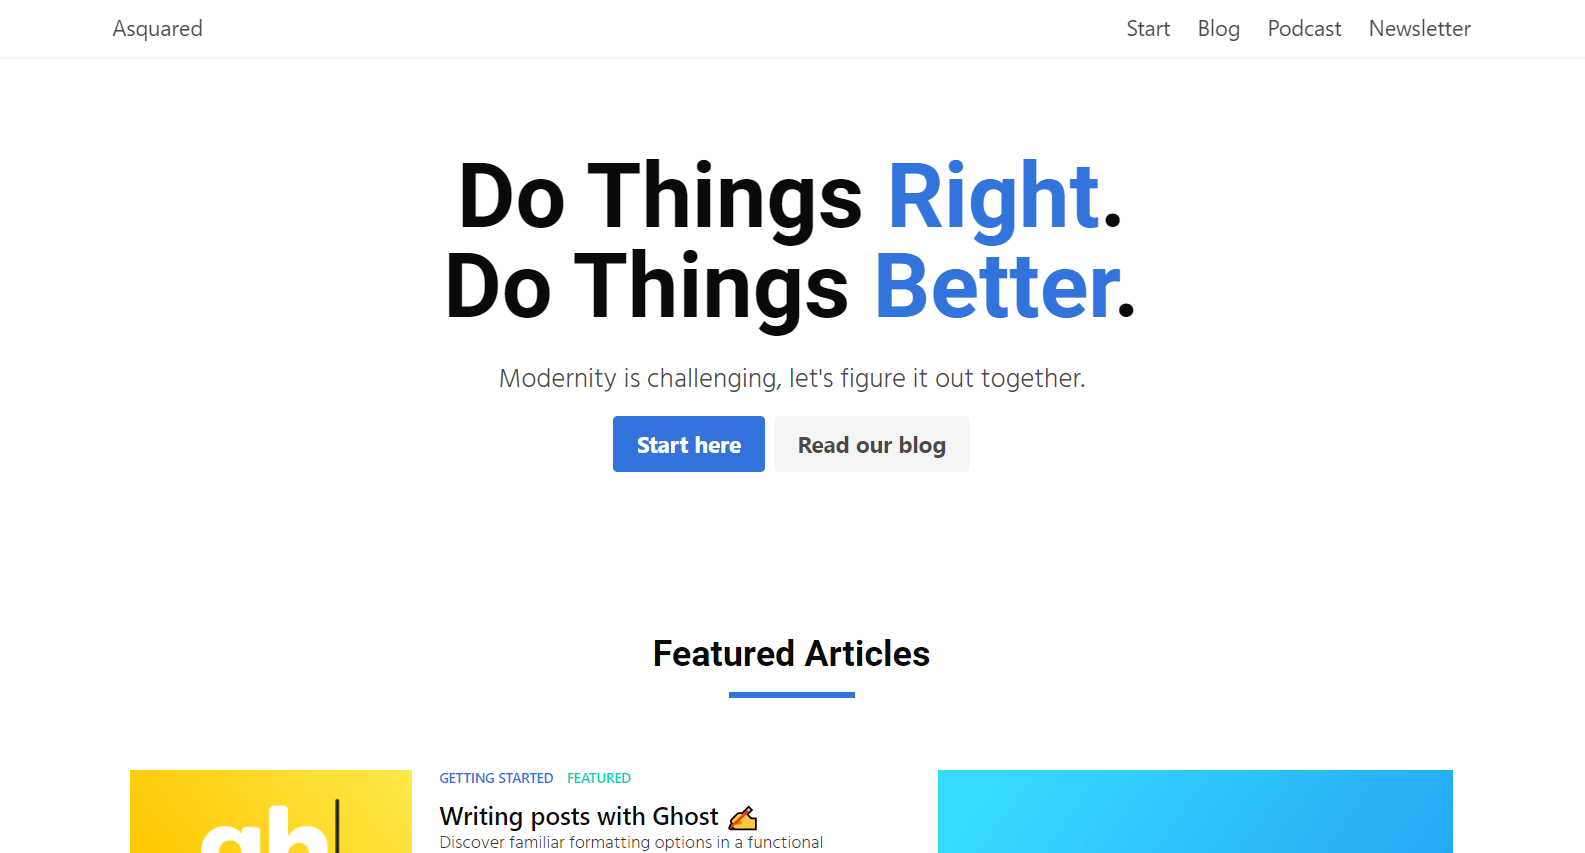 Asquared
Start Blog Podcast Newsletter
Do Things Right.
Do Things Better.
Modernity is challenging, let's figure it out together.
Start here
Read our blog
Featured Articles
gh
GETTING STARTED FEATURED
Writing posts with Ghost ✍️
Discover familiar formatting options in a functional